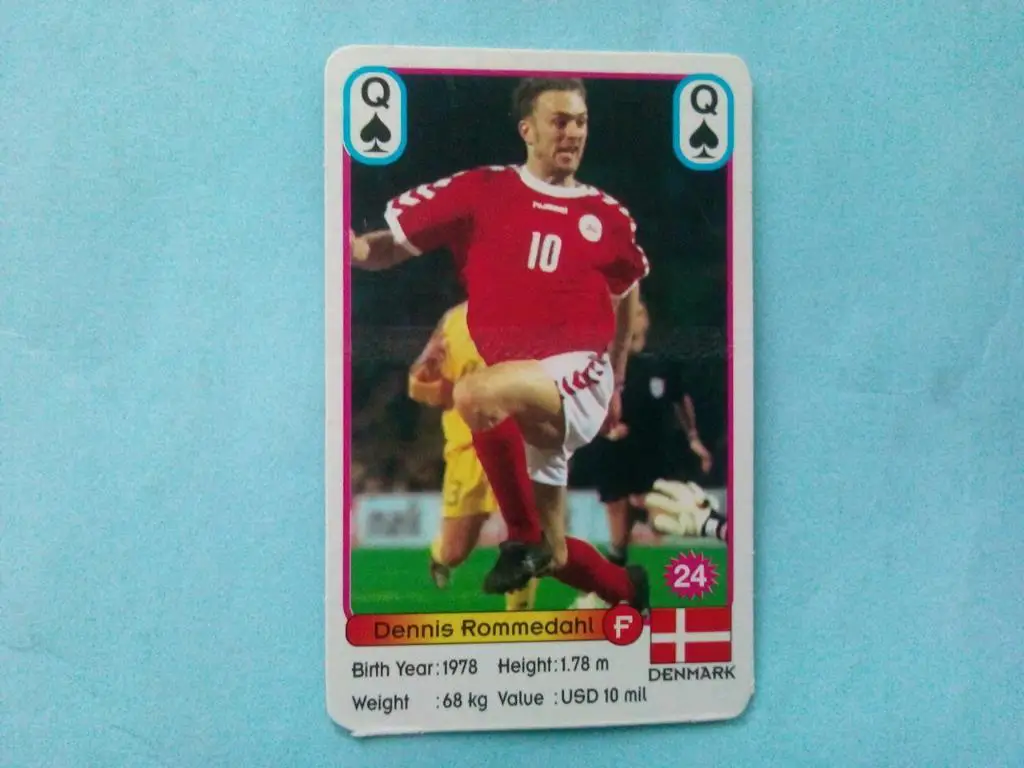 Q Q
hummel
10
3
24
Dennis Rommedahl F
DENMARK
Birth Year:1978 Height:1.78 m
Weight :68 kg Value :USD 10 mil